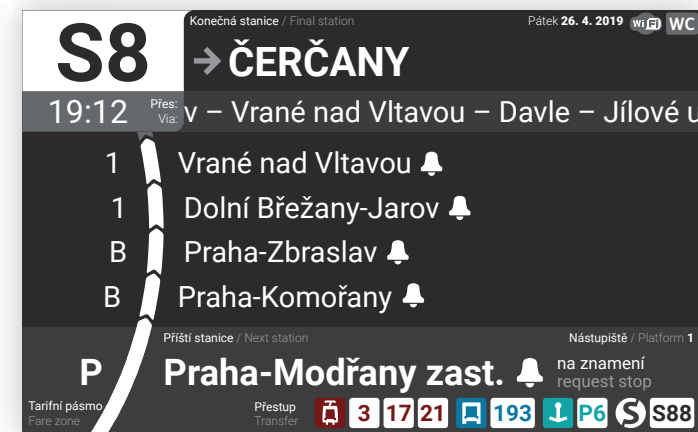 S8
Konečná stanice / Final station
Pátek 26. 4. 2019 WiFi WC
→ ČERČANY
19:12 Přes: Via: v – Vrané nad Vltavou – Davle – Jílové u
1 Vrané nad Vltavou
1 Dolní Břežany-Jarov
B Praha-Zbraslav
B Praha-Komořany
Příští stanice / Next station Nástupiště / Platform 1
P Praha-Modřany zast. na znamení
request stop
Tarifní pásmo
Fare zone
Přestup
Transfer
3 17 21 193 P6 S S88